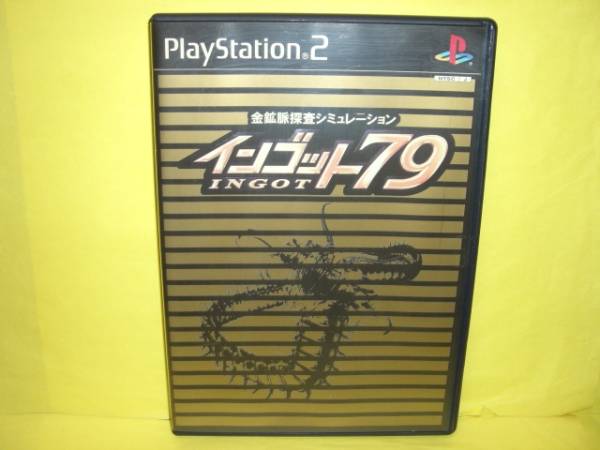 PlayStation®2
NTSC J
金鉱脈探査シミュレーション
インゴット79
INGOT